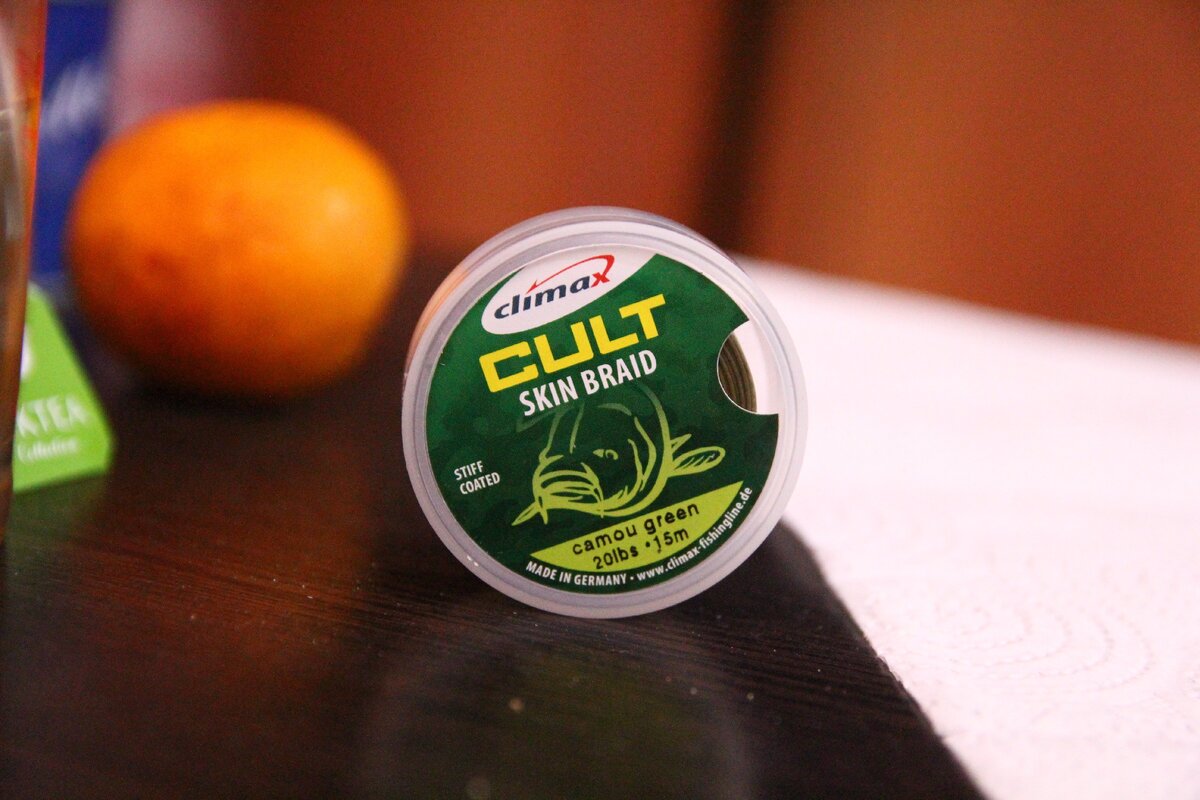 climax
CULT
SKIN BRAID
STIFF
COATED
camou green
20lbs • 15m
MADE IN GERMANY • www.climax-fishingline.de